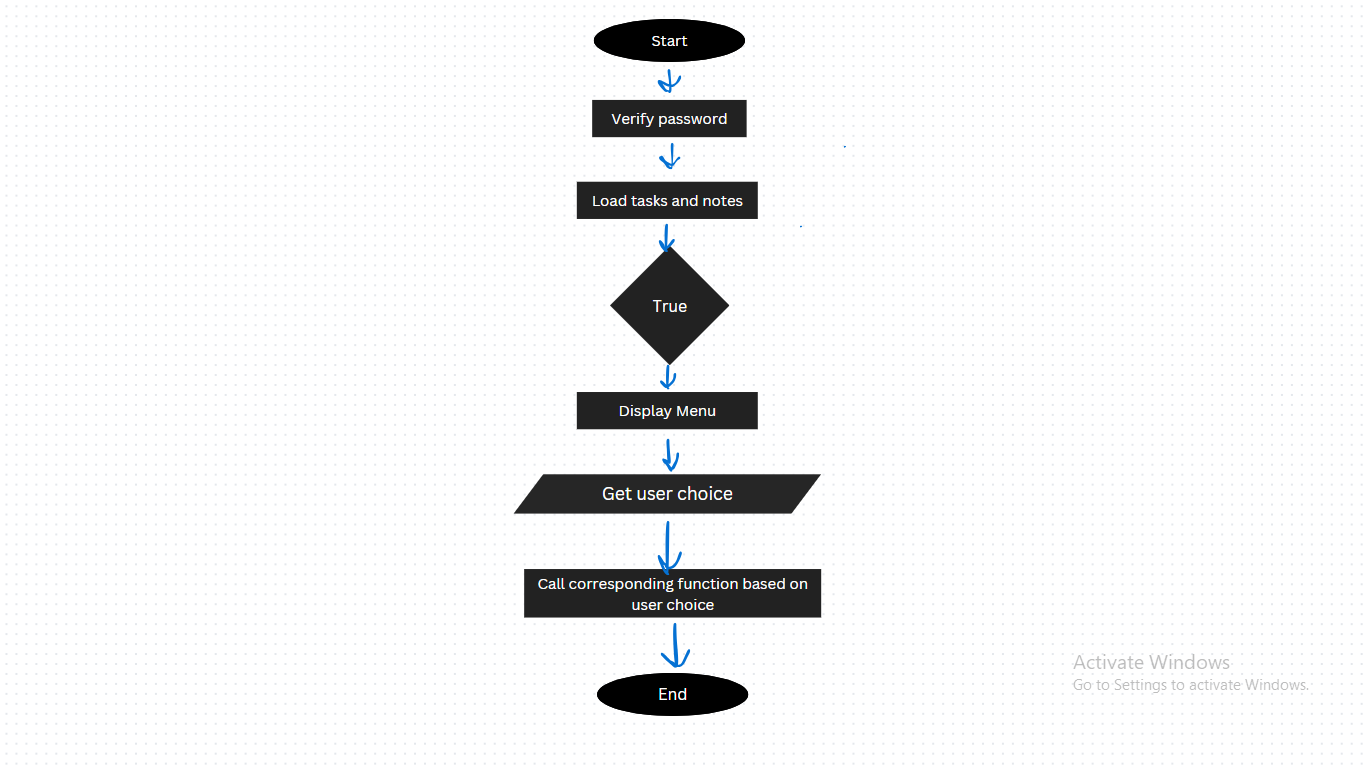 Start
Verify password
Load tasks and notes
True
Display Menu
Get user choice
Call corresponding function based on
user choice
End
Activate Windows
Go to Settings to activate Windows.